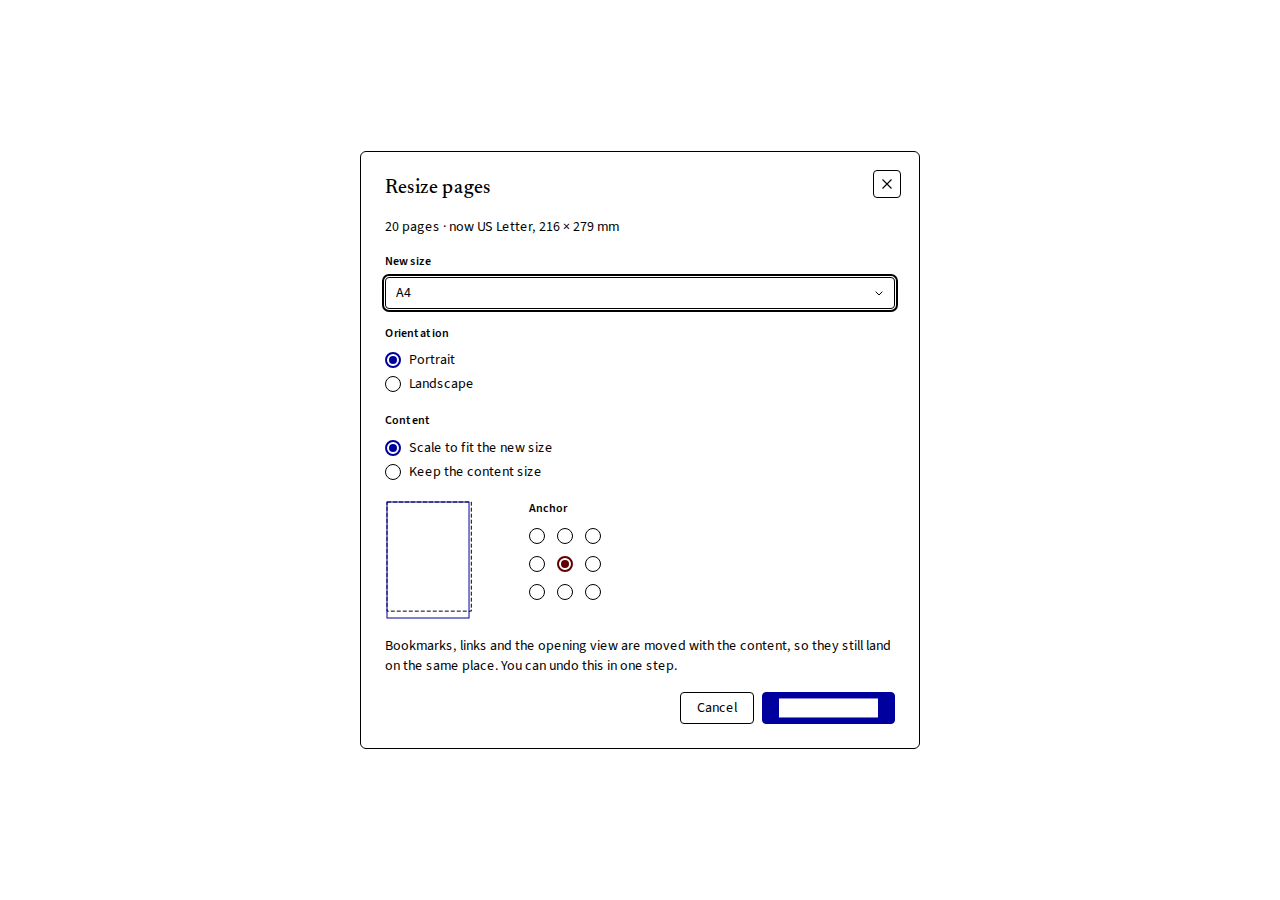 Resize pages
20 pages · now US Letter, 216 × 279 mm
New size
A4
Orientation
Portrait
Landscape
Content
Scale to fit the new size
Keep the content size
Anchor
Bookmarks, links and the opening view are moved with the content, so they still land
on the same place. You can undo this in one step.
Cancel